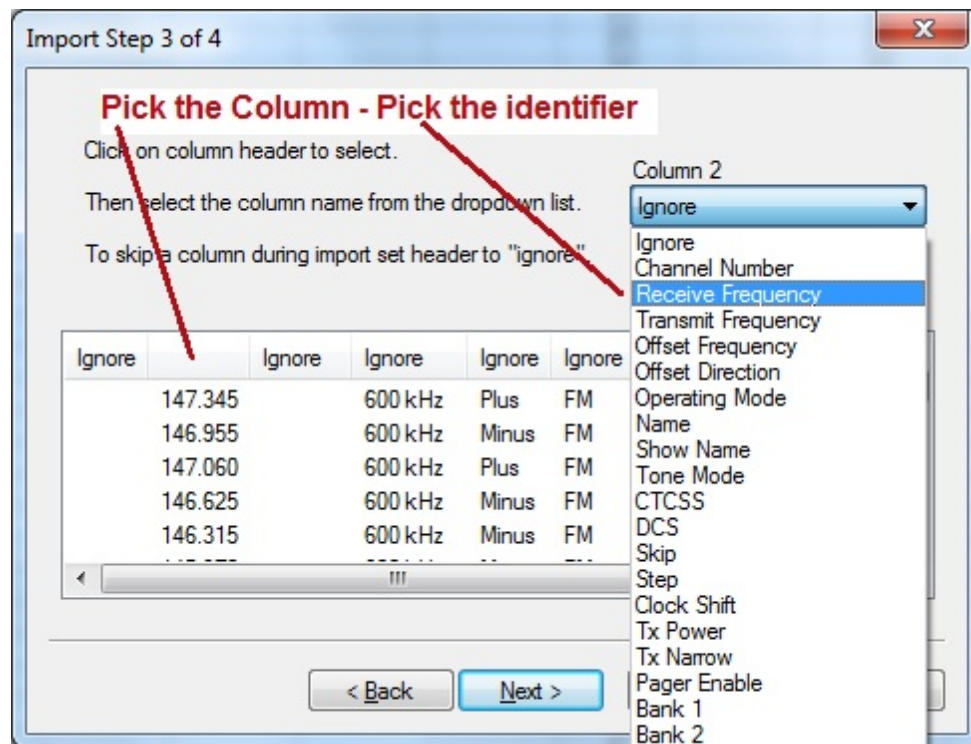 Import Step 3 of 4
Pick the Column - Pick the identifier
Click on column header to select.
Then select the column name from the dropdown list.
To skip a column during import set header to "ignore".
Column 2
Ignore
Ignore
Channel Number
Receive Frequency
Transmit Frequency
Offset Frequency
Offset Direction
Operating Mode
Name
Show Name
Tone Mode
CTCSS
DCS
Skip
Step
Clock Shift
Tx Power
Tx Narrow
Pager Enable
Bank 1
Bank 2
Ignore Ignore Ignore Ignore Ignore
147.345 600 kHz Plus FM
146.955 600 kHz Minus FM
147.060 600 kHz Plus FM
146.625 600 kHz Minus FM
146.315 600 kHz Minus FM
< Back Next >